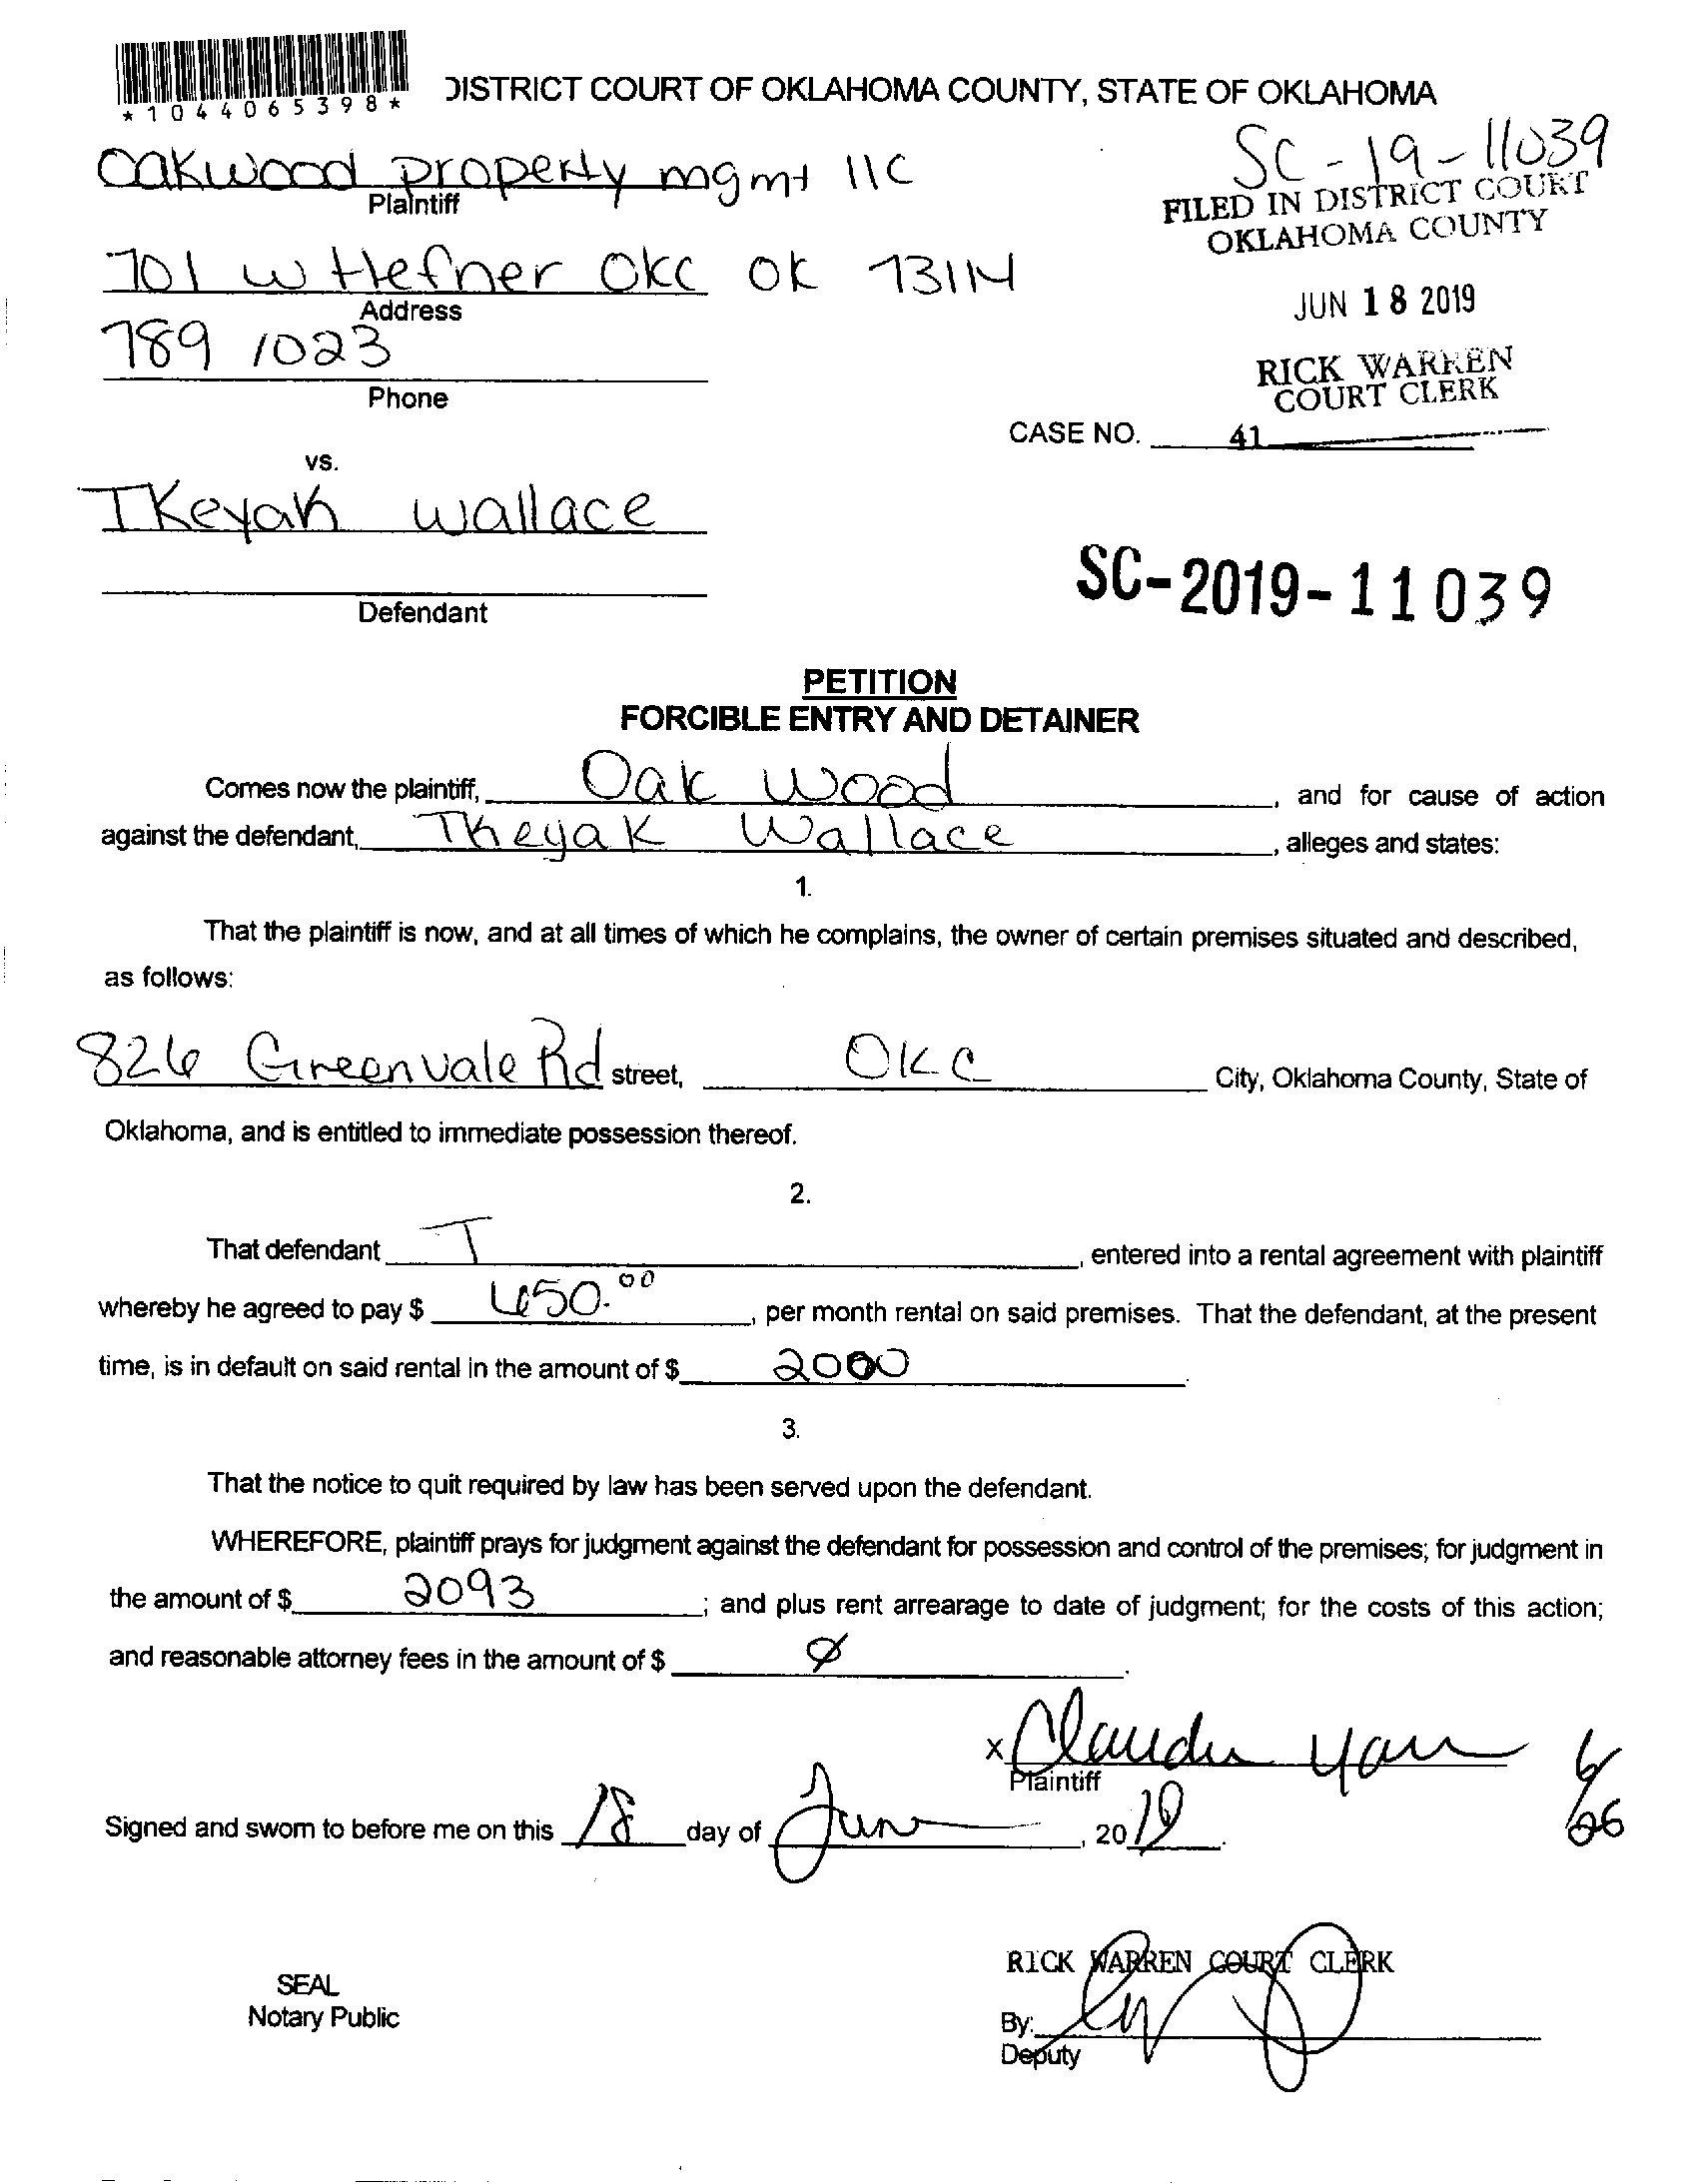 *1044065398*
DISTRICT COURT OF OKLAHOMA COUNTY, STATE OF OKLAHOMA
SC-19-11039
Oakwood property mgmt llc
Plaintiff
FILED IN DISTRICT COURT
OKLAHOMA COUNTY
701 w Hefner OKC OK 73114
Address
JUN 18 2019
789 1023
Phone
RICK WARREN
COURT CLERK
CASE NO. 41
vs.
TKeyah wallace
Defendant
SC-2019-11039
PETITION
FORCIBLE ENTRY AND DETAINER
Comes now the plaintiff, Oak Wood, and for cause of action
against the defendant, Wallace, alleges and states:
1.
That the plaintiff is now, and at all times of which he complains, the owner of certain premises situated and described,
as follows:
826 Greenvale Rd street, OKC City, Oklahoma County, State of
Oklahoma, and is entitled to immediate possession thereof.
2.
That defendant T, entered into a rental agreement with plaintiff
whereby he agreed to pay $ 650.00, per month rental on said premises. That the defendant, at the present
time, is in default on said rental in the amount of $ 2000.
3.
That the notice to quit required by law has been served upon the defendant.
WHEREFORE, plaintiff prays for judgment against the defendant for possession and control of the premises; for judgment in
the amount of $ 2093; and plus rent arrearage to date of judgment; for the costs of this action;
and reasonable attorney fees in the amount of $ Ø.
X
Plaintiff
6/26
Signed and sworn to before me on this 18 day of June, 2019.
RICK WARREN COURT CLERK
SEAL
Notary Public
By:
Deputy